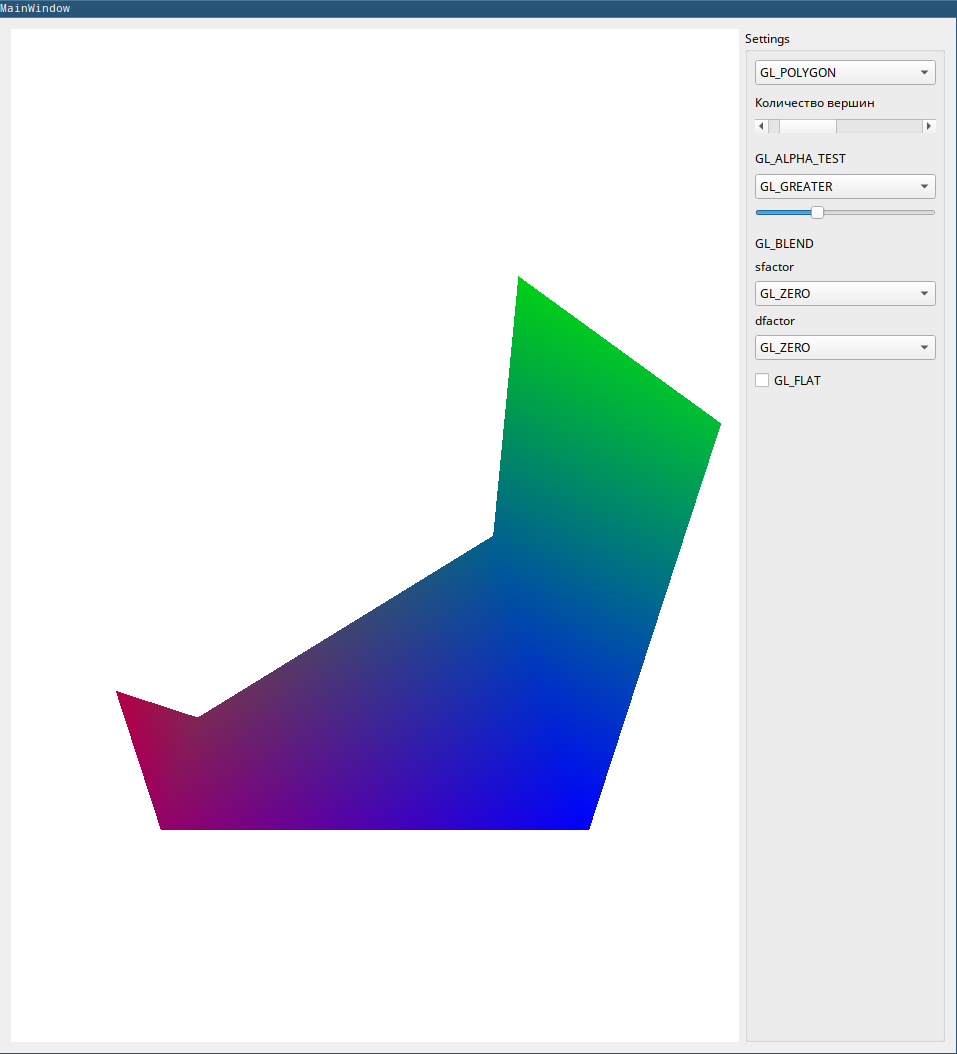 MainWindow
Settings
GL_POLYGON
Количество вершин
GL_ALPHA_TEST
GL_GREATER
GL_BLEND
sfactor
GL_ZERO
dfactor
GL_ZERO
GL_FLAT